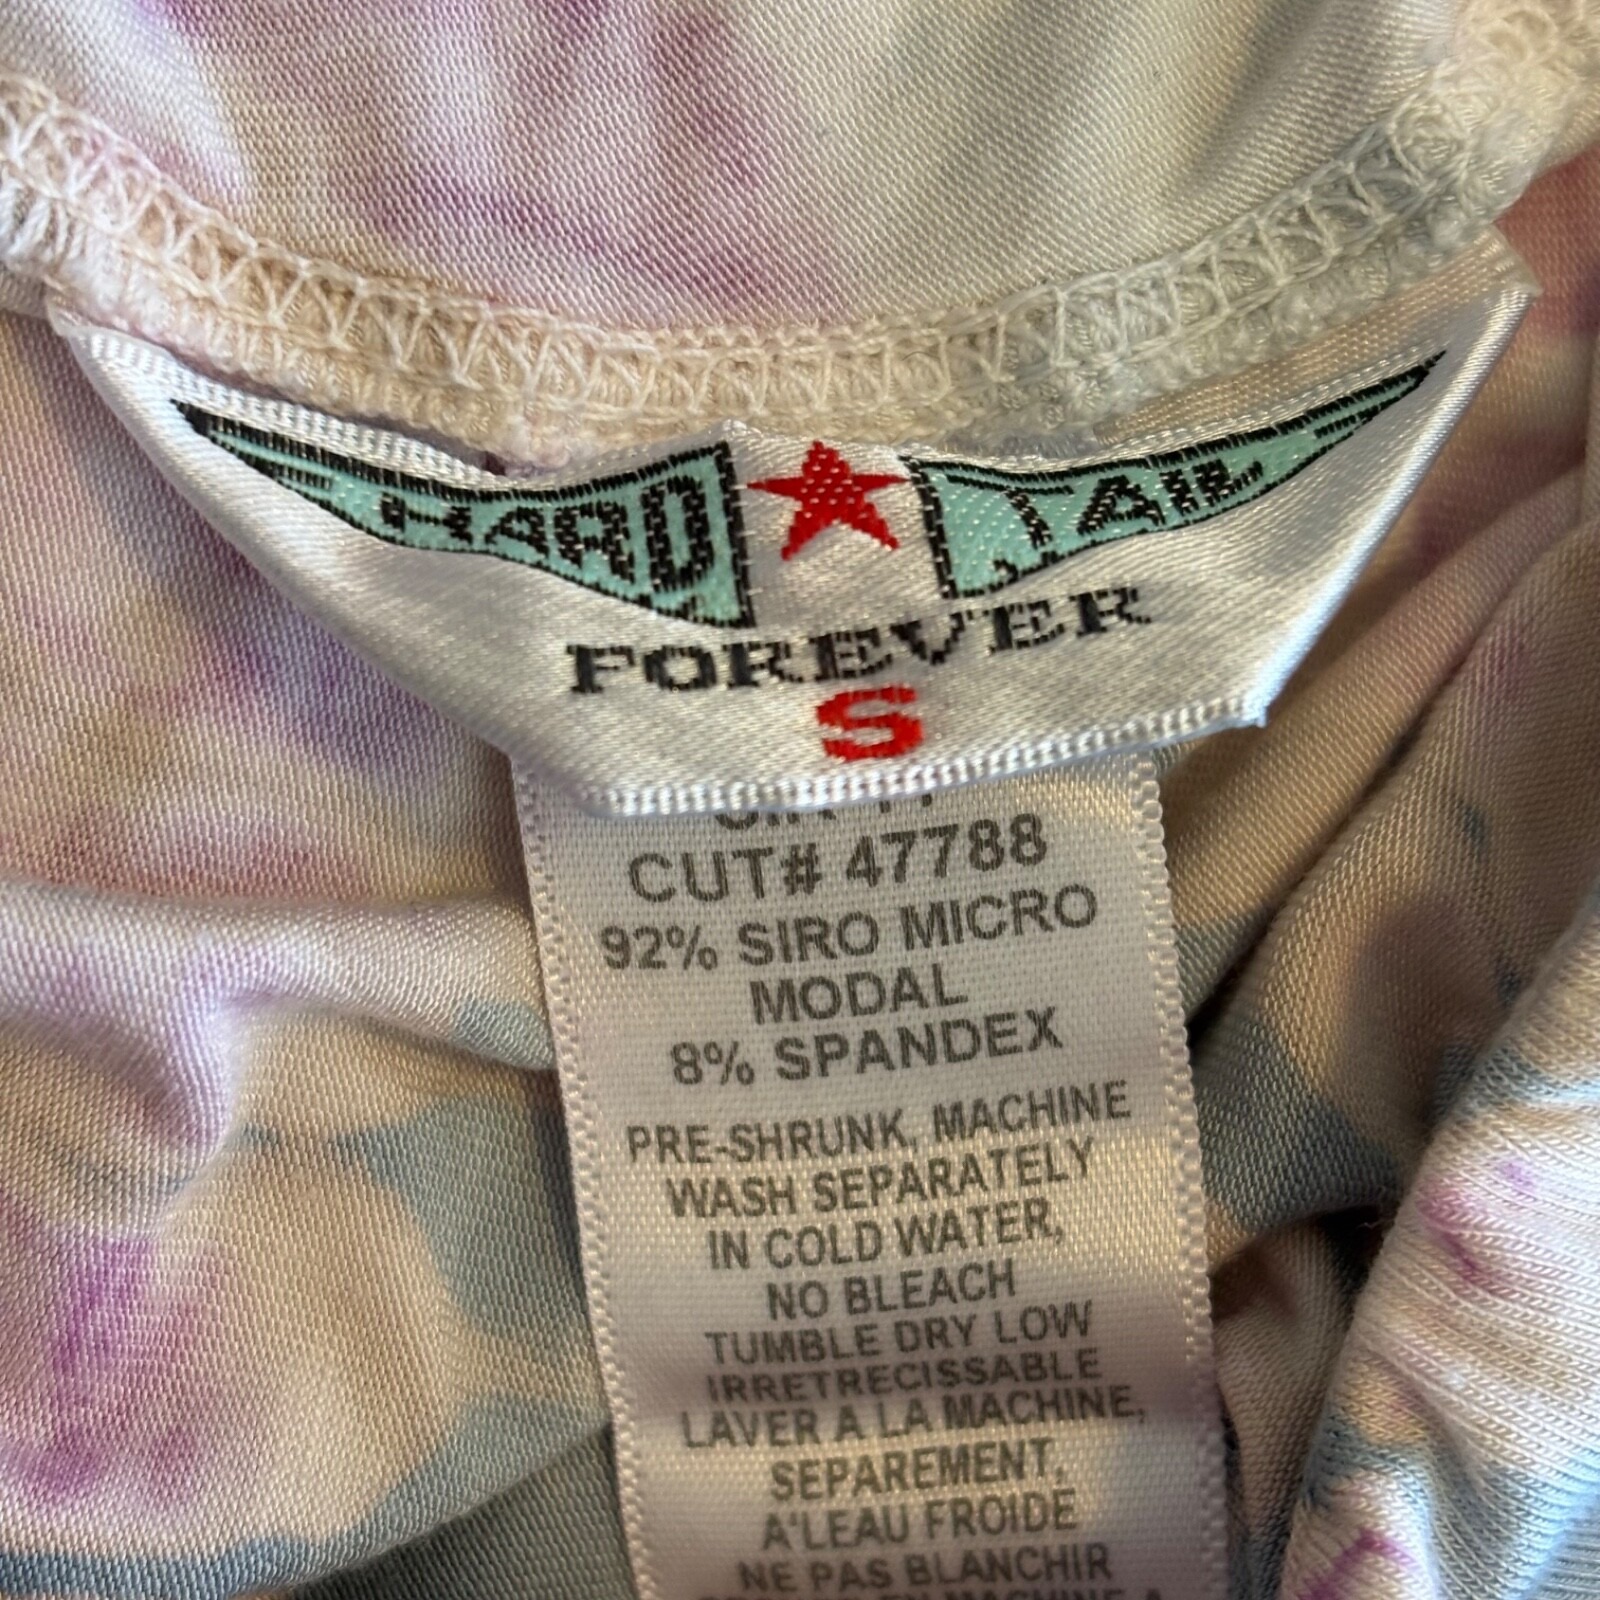 HARD TAIL
FOREVER
S
CUT# 47788
92% SIRO MICRO
MODAL
8% SPANDEX
PRE-SHRUNK, MACHINE
WASH SEPARATELY
IN COLD WATER,
NO BLEACH
TUMBLE DRY LOW
IRRETRECISSABLE
LAVER A LA MACHINE,
SEPAREMENT,
A'LEAU FROIDE
NE PAS BLANCHIR